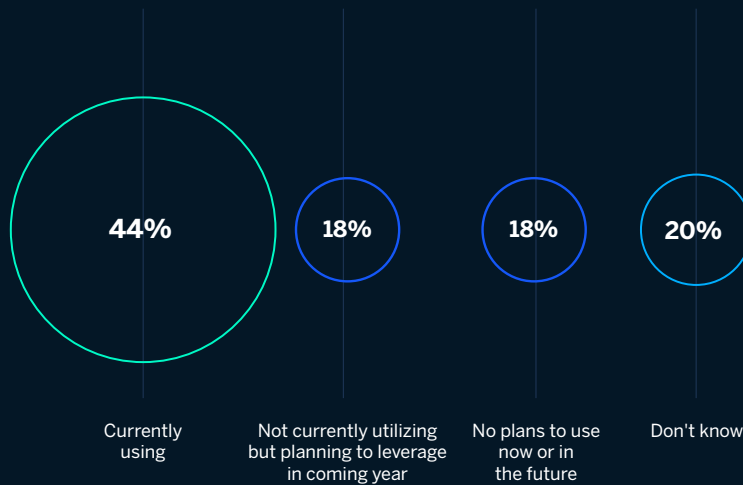 44%
18%
18%
20%
Currently
using
Not currently utilizing
but planning to leverage
in coming year
No plans to use
now or in
the future
Don't know